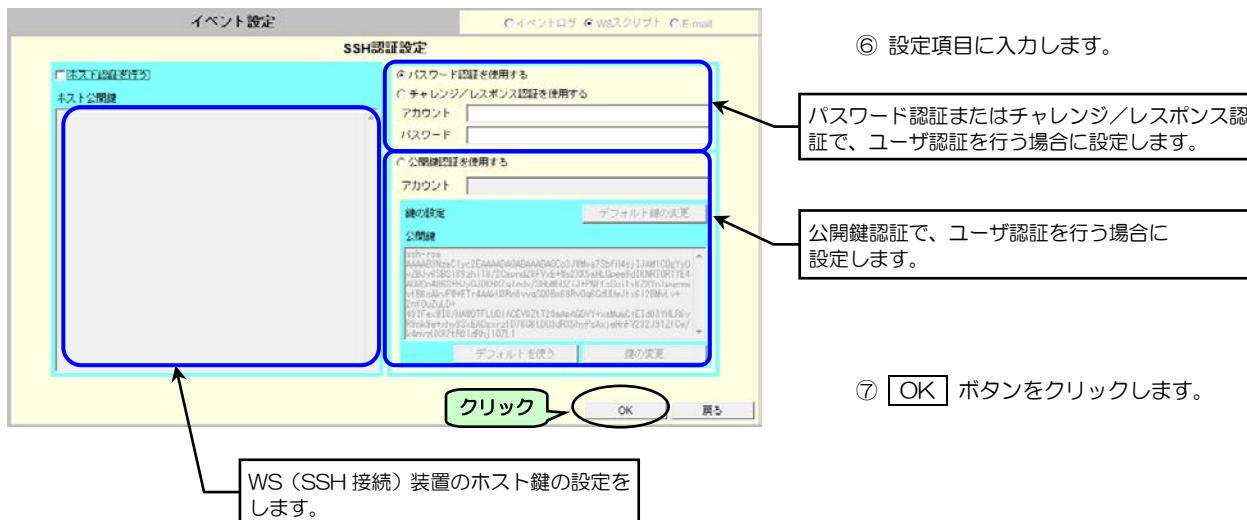 イベント設定
イベントログ WSスクリプト E-mail
SSH認証設定
ホスト認証を行う
ホスト公開鍵
パスワード認証を使用する
チャレンジ/レスポンス認証を使用する
アカウント
パスワード
公開鍵認証を使用する
アカウント
鍵の設定
デフォルト鍵の変更
公開鍵
ssh-rsa
デフォルトを使う
鍵の変更
クリック
OK
戻る
WS(SSH 接続)装置のホスト鍵の設定を
します。
⑥ 設定項目に入力します。
パスワード認証またはチャレンジ/レスポンス認
証で、ユーザ認証を行う場合に設定します。
公開鍵認証で、ユーザ認証を行う場合に
設定します。
⑦ OK ボタンをクリックします。